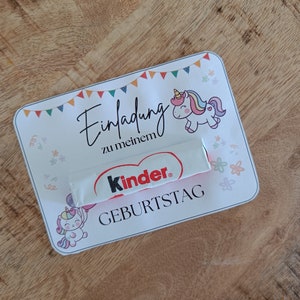 Einladung
zu meinem
Kinder
GEBURTSTAG